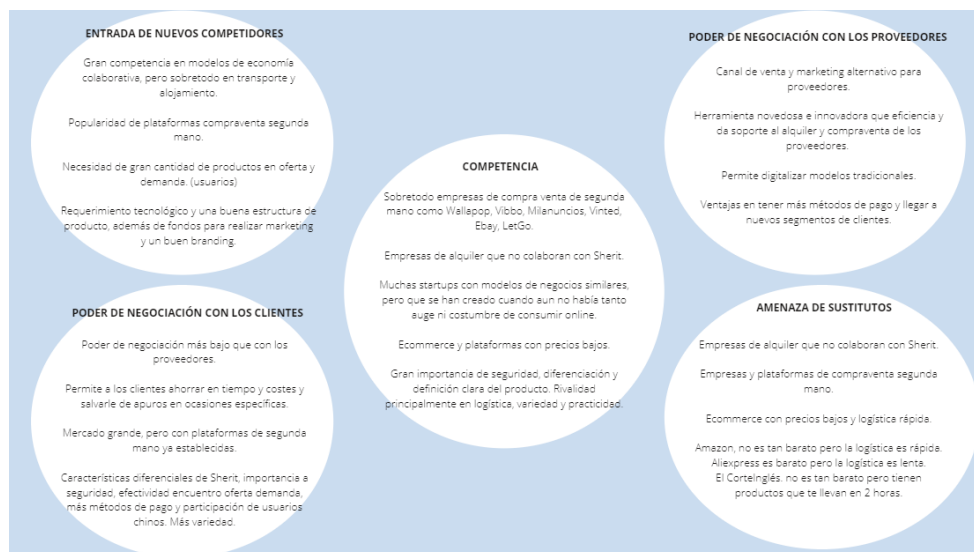 ENTRADA DE NUEVOS COMPETIDORES
Gran competencia en modelos de economía
colaborativa, pero sobretodo en transporte y
alojamiento.
Popularidad de plataformas compraventa segunda
mano.
Necesidad de gran cantidad de productos en oferta y
demanda. (usuarios)
Requerimiento tecnológico y una buena estructura de
producto, además de fondos para realizar marketing
y un buen branding.
PODER DE NEGOCIACIÓN CON LOS CLIENTES
Poder de negociación más bajo que con los
proveedores.
Permite a los clientes ahorrar en tiempo y costes y
salvarle de apuros en ocasiones específicas.
Mercado grande, pero con plataformas de segunda
mano ya establecidas.
Características diferenciales de Sherit, importancia a
seguridad, efectividad encuentro oferta demanda,
más métodos de pago y participación de usuarios
chinos. Más variedad.
COMPETENCIA
Sobretodo empresas de compra venta de segunda
mano como Wallapop, Vibbo, Milanuncios, Vinted,
Ebay, LetGo.
Empresas de alquiler que no colaboran con Sherit.
Muchas startups con modelos de negocios similares,
pero que se han creado cuando aun no había tanto
auge ni costumbre de consumir online.
Ecommerce y plataformas con precios bajos.
Gran importancia de seguridad, diferenciación y
definición clara del producto. Rivalidad
principalmente en logística, variedad y practicidad.
PODER DE NEGOCIACIÓN CON LOS PROVEEDORES
Canal de venta y marketing alternativo para
proveedores.
Herramienta novedosa e innovadora que eficiencia y
da soporte al alquiler y compraventa de los
proveedores.
Permite digitalizar modelos tradicionales.
Ventajas en tener más métodos de pago y llegar a
nuevos segmentos de clientes.
AMENAZA DE SUSTITUTOS
Empresas de alquiler que no colaboran con Sherit.
Empresas y plataformas de compraventa segunda
mano.
Ecommerce con precios bajos y logística rápida.
Amazon, no es tan barato pero la logística es rápida.
Aliexpress es barato pero la logística es lenta.
El CorteInglés. no es tan barato pero tienen
productos que te llevan en 2 horas.